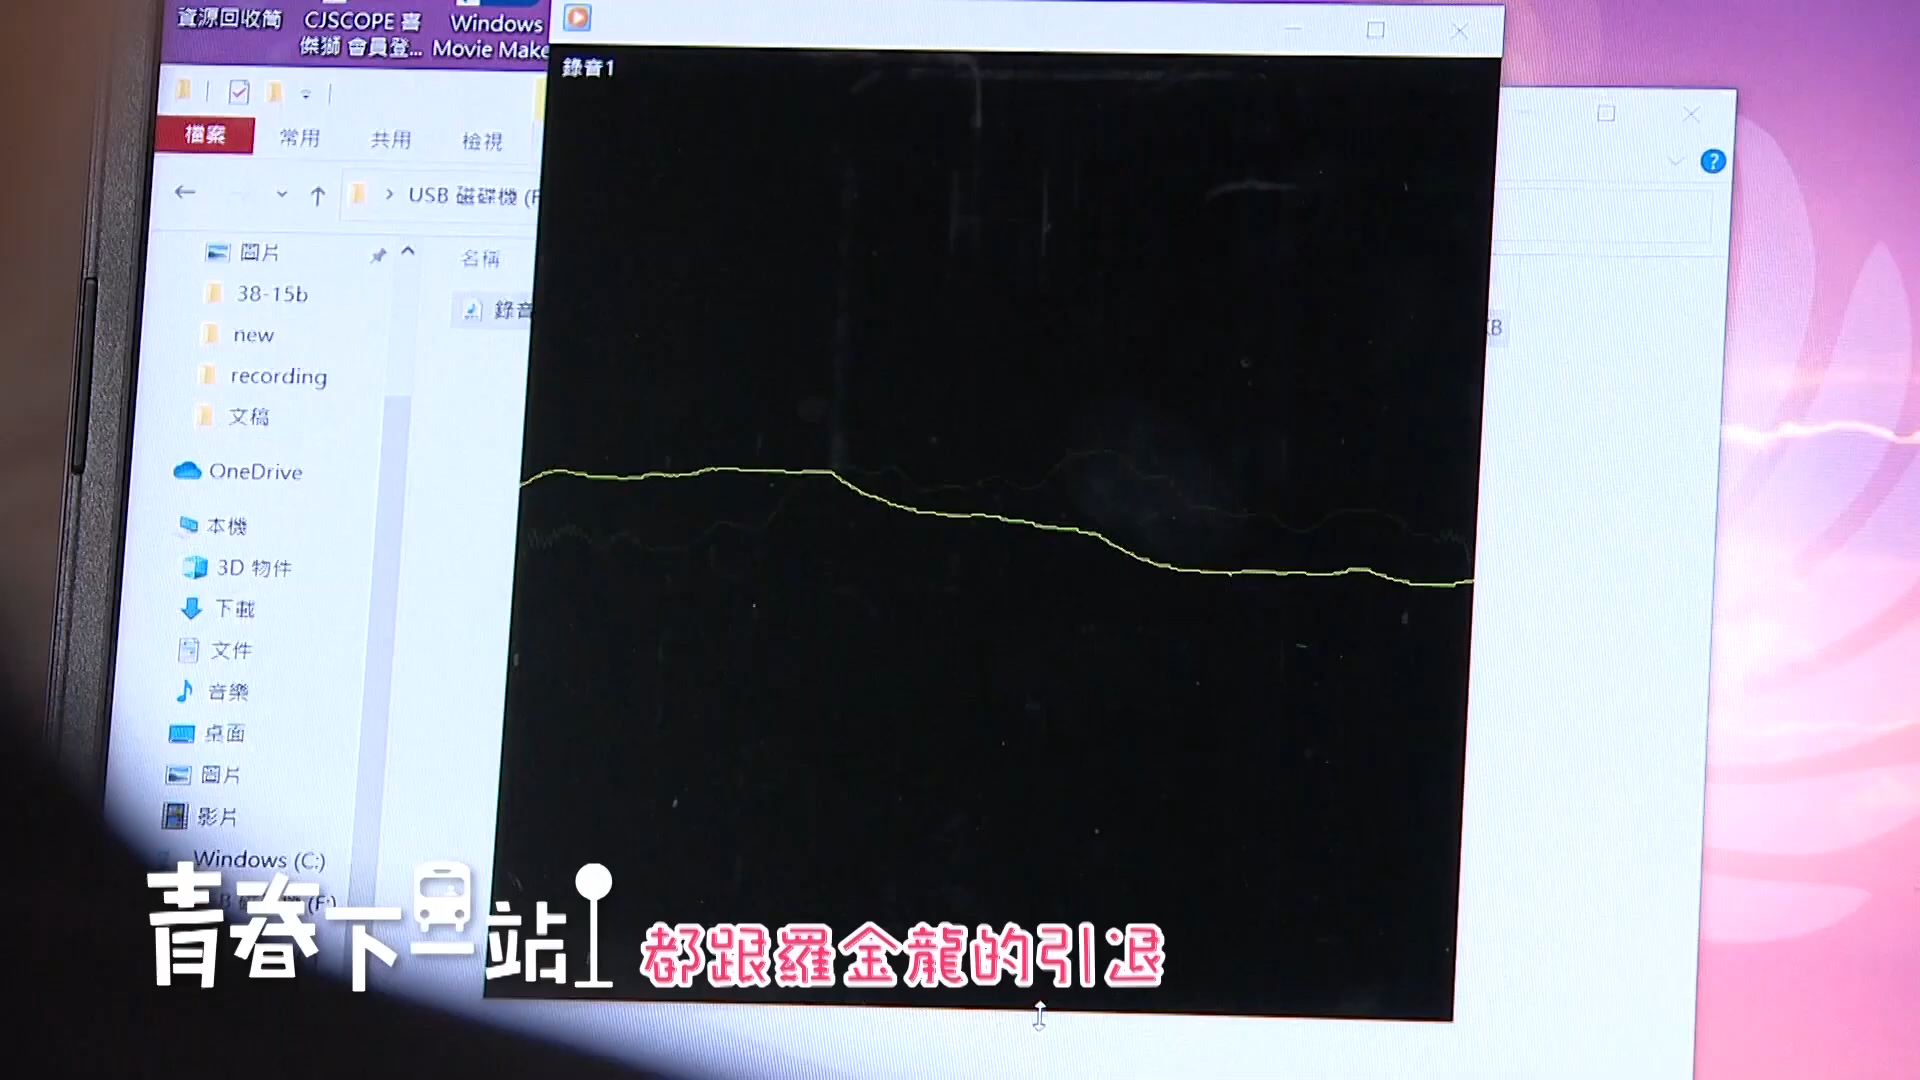 資源回收筒
CJSCOPE 喜
傑獅 會員登...
Windows
Movie Make
錄音1
檔案
常用
共用
檢視
USB 磁碟機 (F
圖片
名稱
38-15b
錄音
new
recording
文稿
OneDrive
本機
3D 物件
下載
文件
音樂
桌面
圖片
影片
Windows (C:)
青春下一站
都跟羅金龍的引退